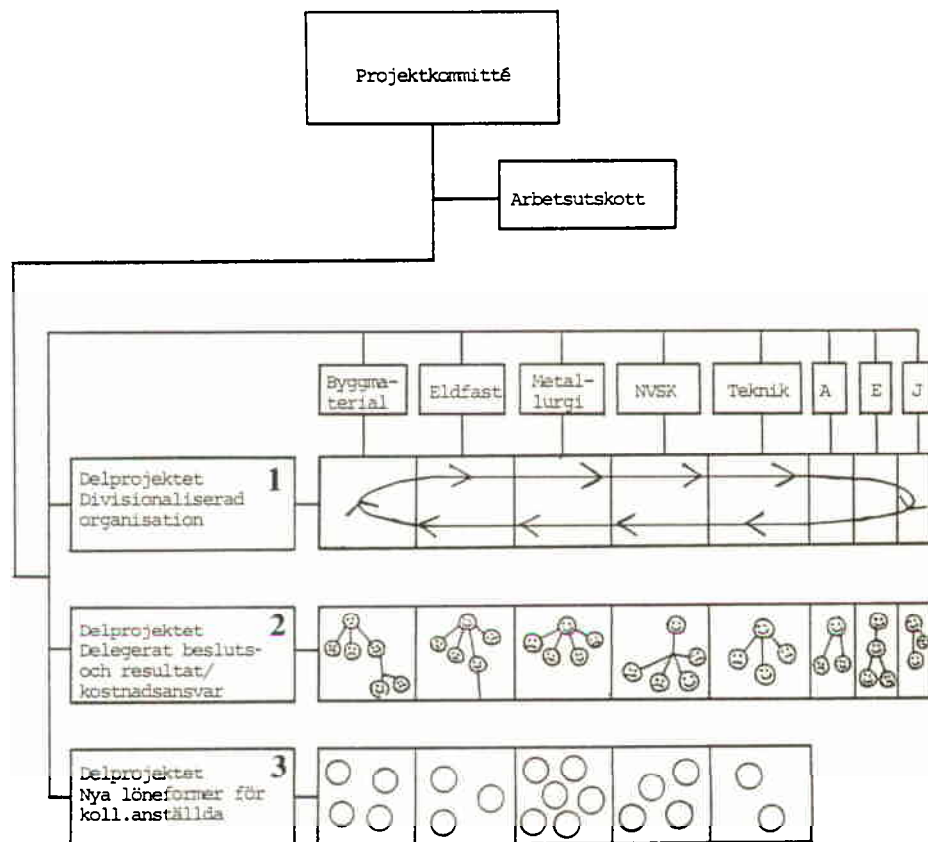 Projektkommitté
Arbetsutskott
Byggma-
terial
Eldfast
Metal-
lurgi
NVSK
Teknik
A
E
J
Delprojektet 1
Divisionaliserad
organisation
Delprojektet 2
Delegerat besluts-
och resultat/
kostnadsansvar
Delprojektet 3
Nya löneformer för
koll.anställda